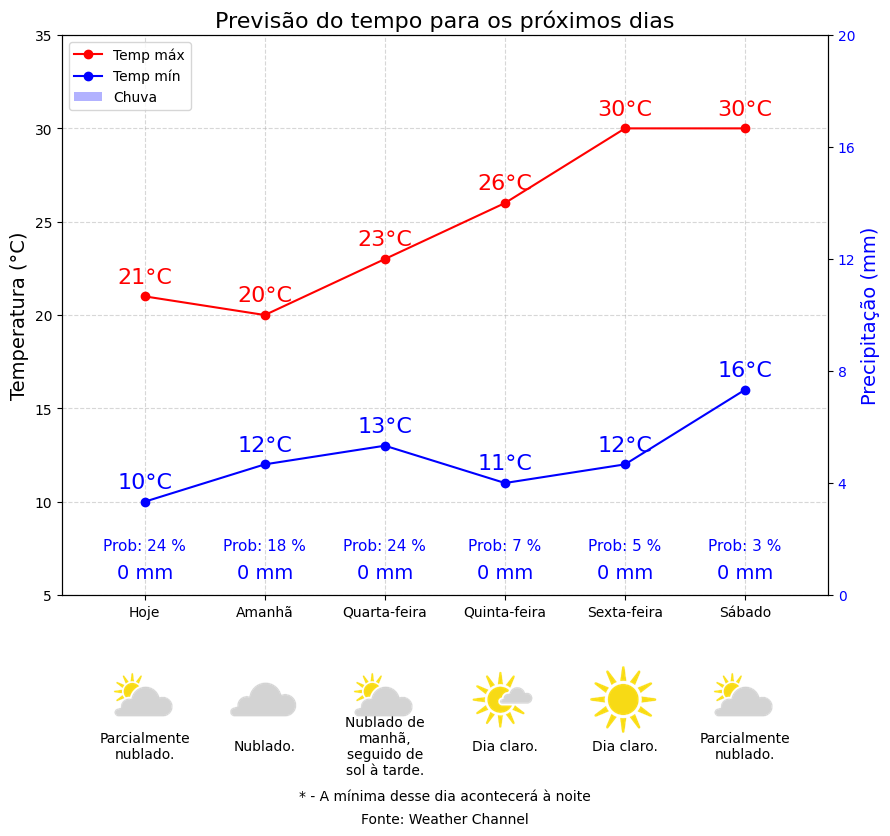 Previsão do tempo para os próximos dias
Temp máx
Temp mín
Chuva
Temperatura (°C)
35
30
25
20
15
10
5
Precipitação (mm)
20
16
12
8
4
0
21°C
20°C
23°C
26°C
30°C
30°C
10°C
12°C
13°C
11°C
12°C
16°C
Prob: 24 %
Prob: 18 %
Prob: 24 %
Prob: 7 %
Prob: 5 %
Prob: 3 %
0 mm
0 mm
0 mm
0 mm
0 mm
0 mm
Hoje
Amanhã
Quarta-feira
Quinta-feira
Sexta-feira
Sábado
Parcialmente
nublado.
Nublado.
Nublado de
manhã,
seguido de
sol à tarde.
Dia claro.
Dia claro.
Parcialmente
nublado.
* - A mínima desse dia acontecerá à noite
Fonte: Weather Channel